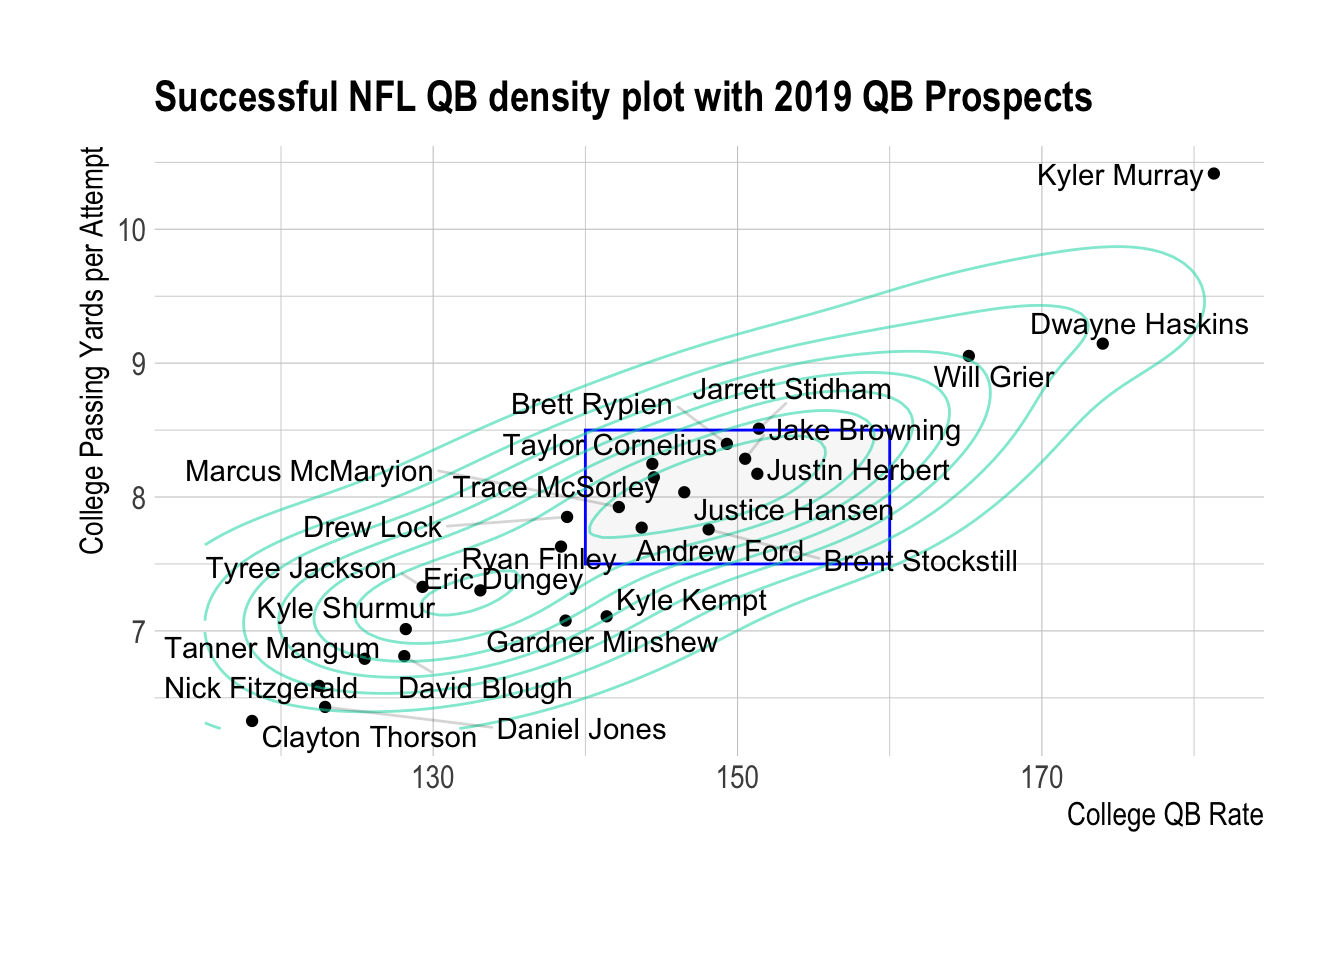 Successful NFL QB density plot with 2019 QB Prospects
College Passing Yards per Attempt
10
9
8
7
Kyler Murray
Dwayne Haskins
Will Grier
Jarrett Stidham
Brett Rypien
Jake Browning
Taylor Cornelius
Marcus McMaryion
Justin Herbert
Trace McSorley
Justice Hansen
Drew Lock
Andrew Ford
Ryan Finley
Brent Stockstill
Tyree Jackson
Eric Dungey
Kyle Kempt
Kyle Shurmur
Gardner Minshew
Tanner Mangum
Nick Fitzgerald
David Blough
Daniel Jones
Clayton Thorson
130
150
170
College QB Rate